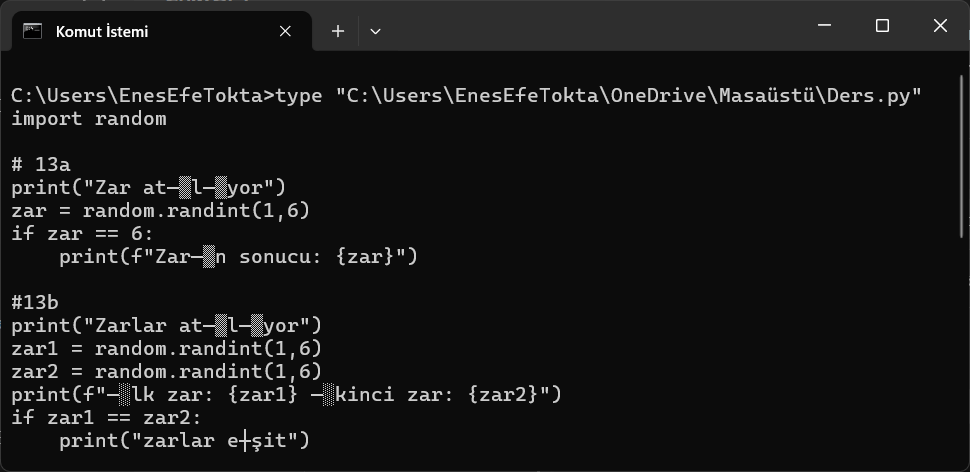 Komut İstemi
C:\Users\EnesEfeTokta>type "C:\Users\EnesEfeTokta\OneDrive\Masaüstü\Ders.py"
import random
# 13a
print("Zar at─▒l─▒yor")
zar = random.randint(1,6)
if zar == 6:
    print(f"Zar─▒n sonucu: {zar}")
#13b
print("Zarlar at─▒l─▒yor")
zar1 = random.randint(1,6)
zar2 = random.randint(1,6)
print(f"─░lk zar: {zar1} ─░kinci zar: {zar2}")
if zar1 == zar2:
    print("zarlar e┼şit")